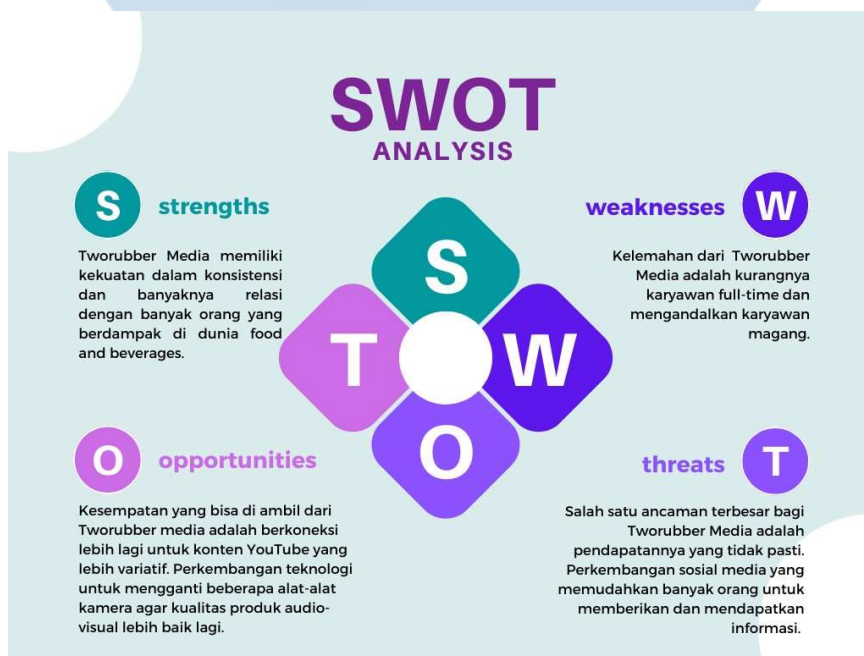 SWOT
ANALYSIS
S strengths
Tworubber Media memiliki
kekuatan dalam konsistensi
dan banyaknya relasi
dengan banyak orang yang
berdampak di dunia food
and beverages.
weaknesses W
Kelemahan dari Tworubber
Media adalah kurangnya
karyawan full-time dan
mengandalkan karyawan
magang.
S
T
W
O
O opportunities
Kesempatan yang bisa di ambil dari
Tworubber media adalah berkoneksi
lebih lagi untuk konten YouTube yang
lebih variatif. Perkembangan teknologi
untuk mengganti beberapa alat-alat
kamera agar kualitas produk audio-
visual lebih baik lagi.
threats T
Salah satu ancaman terbesar bagi
Tworubber Media adalah
pendapatannya yang tidak pasti.
Perkembangan sosial media yang
memudahkan banyak orang untuk
memberikan dan mendapatkan
informasi.